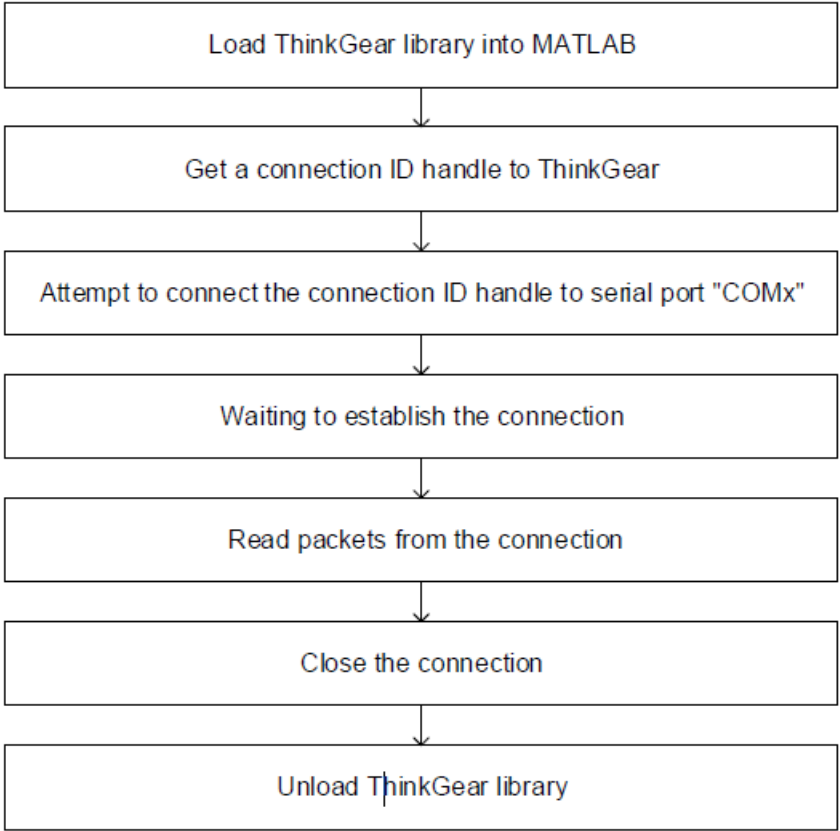 Load ThinkGear library into MATLAB
Get a connection ID handle to ThinkGear
Attempt to connect the connection ID handle to serial port "COMx"
Waiting to establish the connection
Read packets from the connection
Close the connection
Unload ThinkGear library